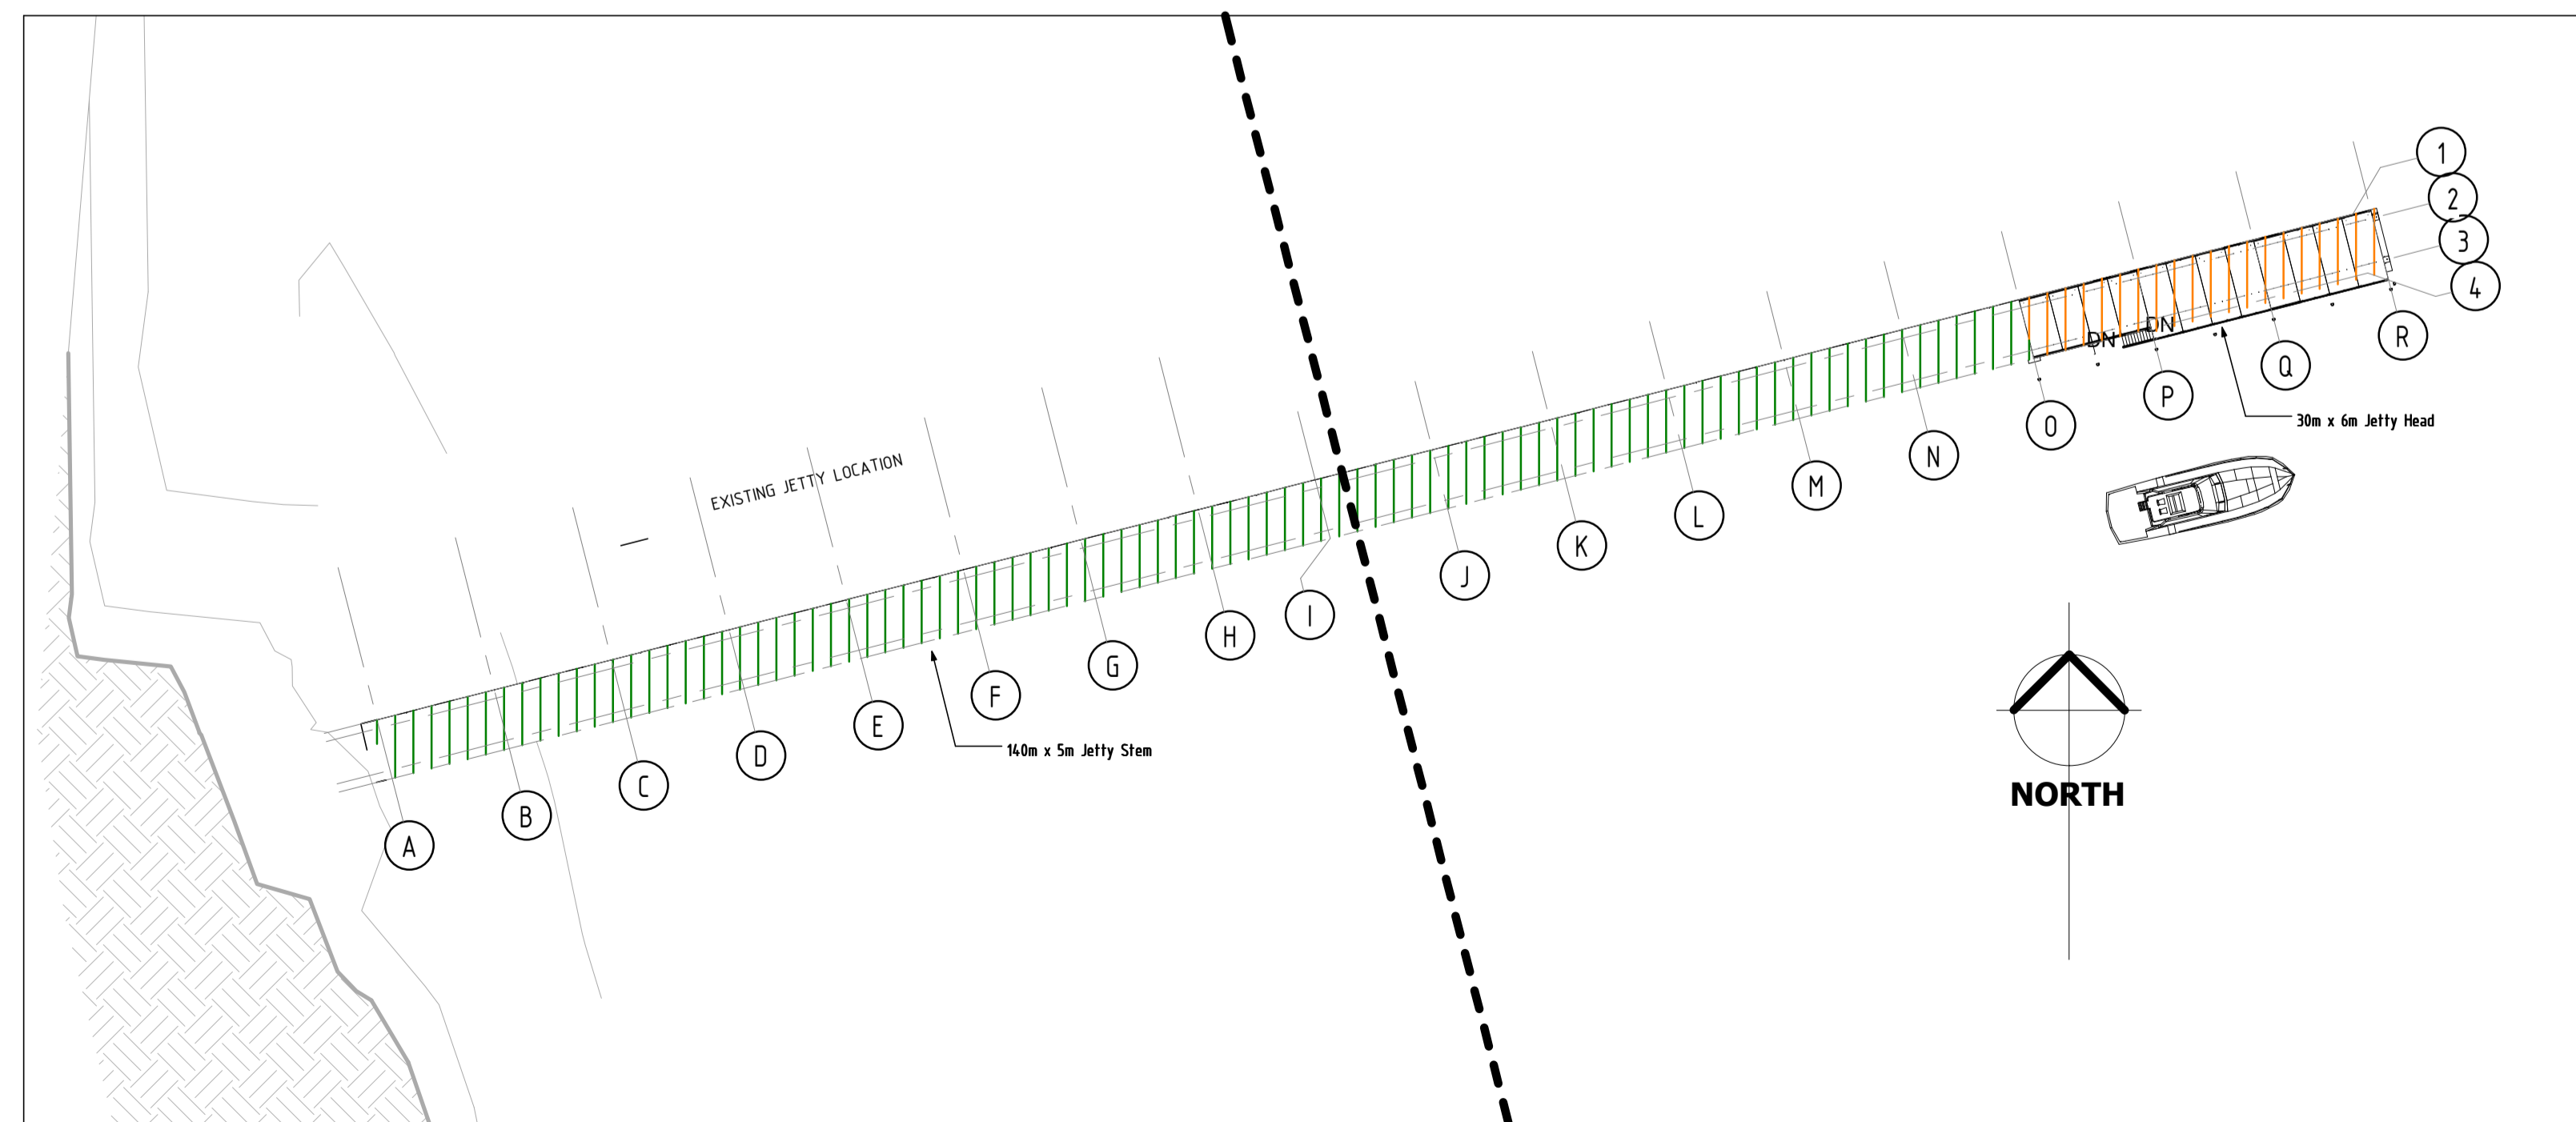 1
2
3
4
R
Q
P
O
N
M
L
K
J
I
H
G
F
E
D
C
B
A
DN
DN
30m x 6m Jetty Head
EXISTING JETTY LOCATION
140m x 5m Jetty Stem
NORTH